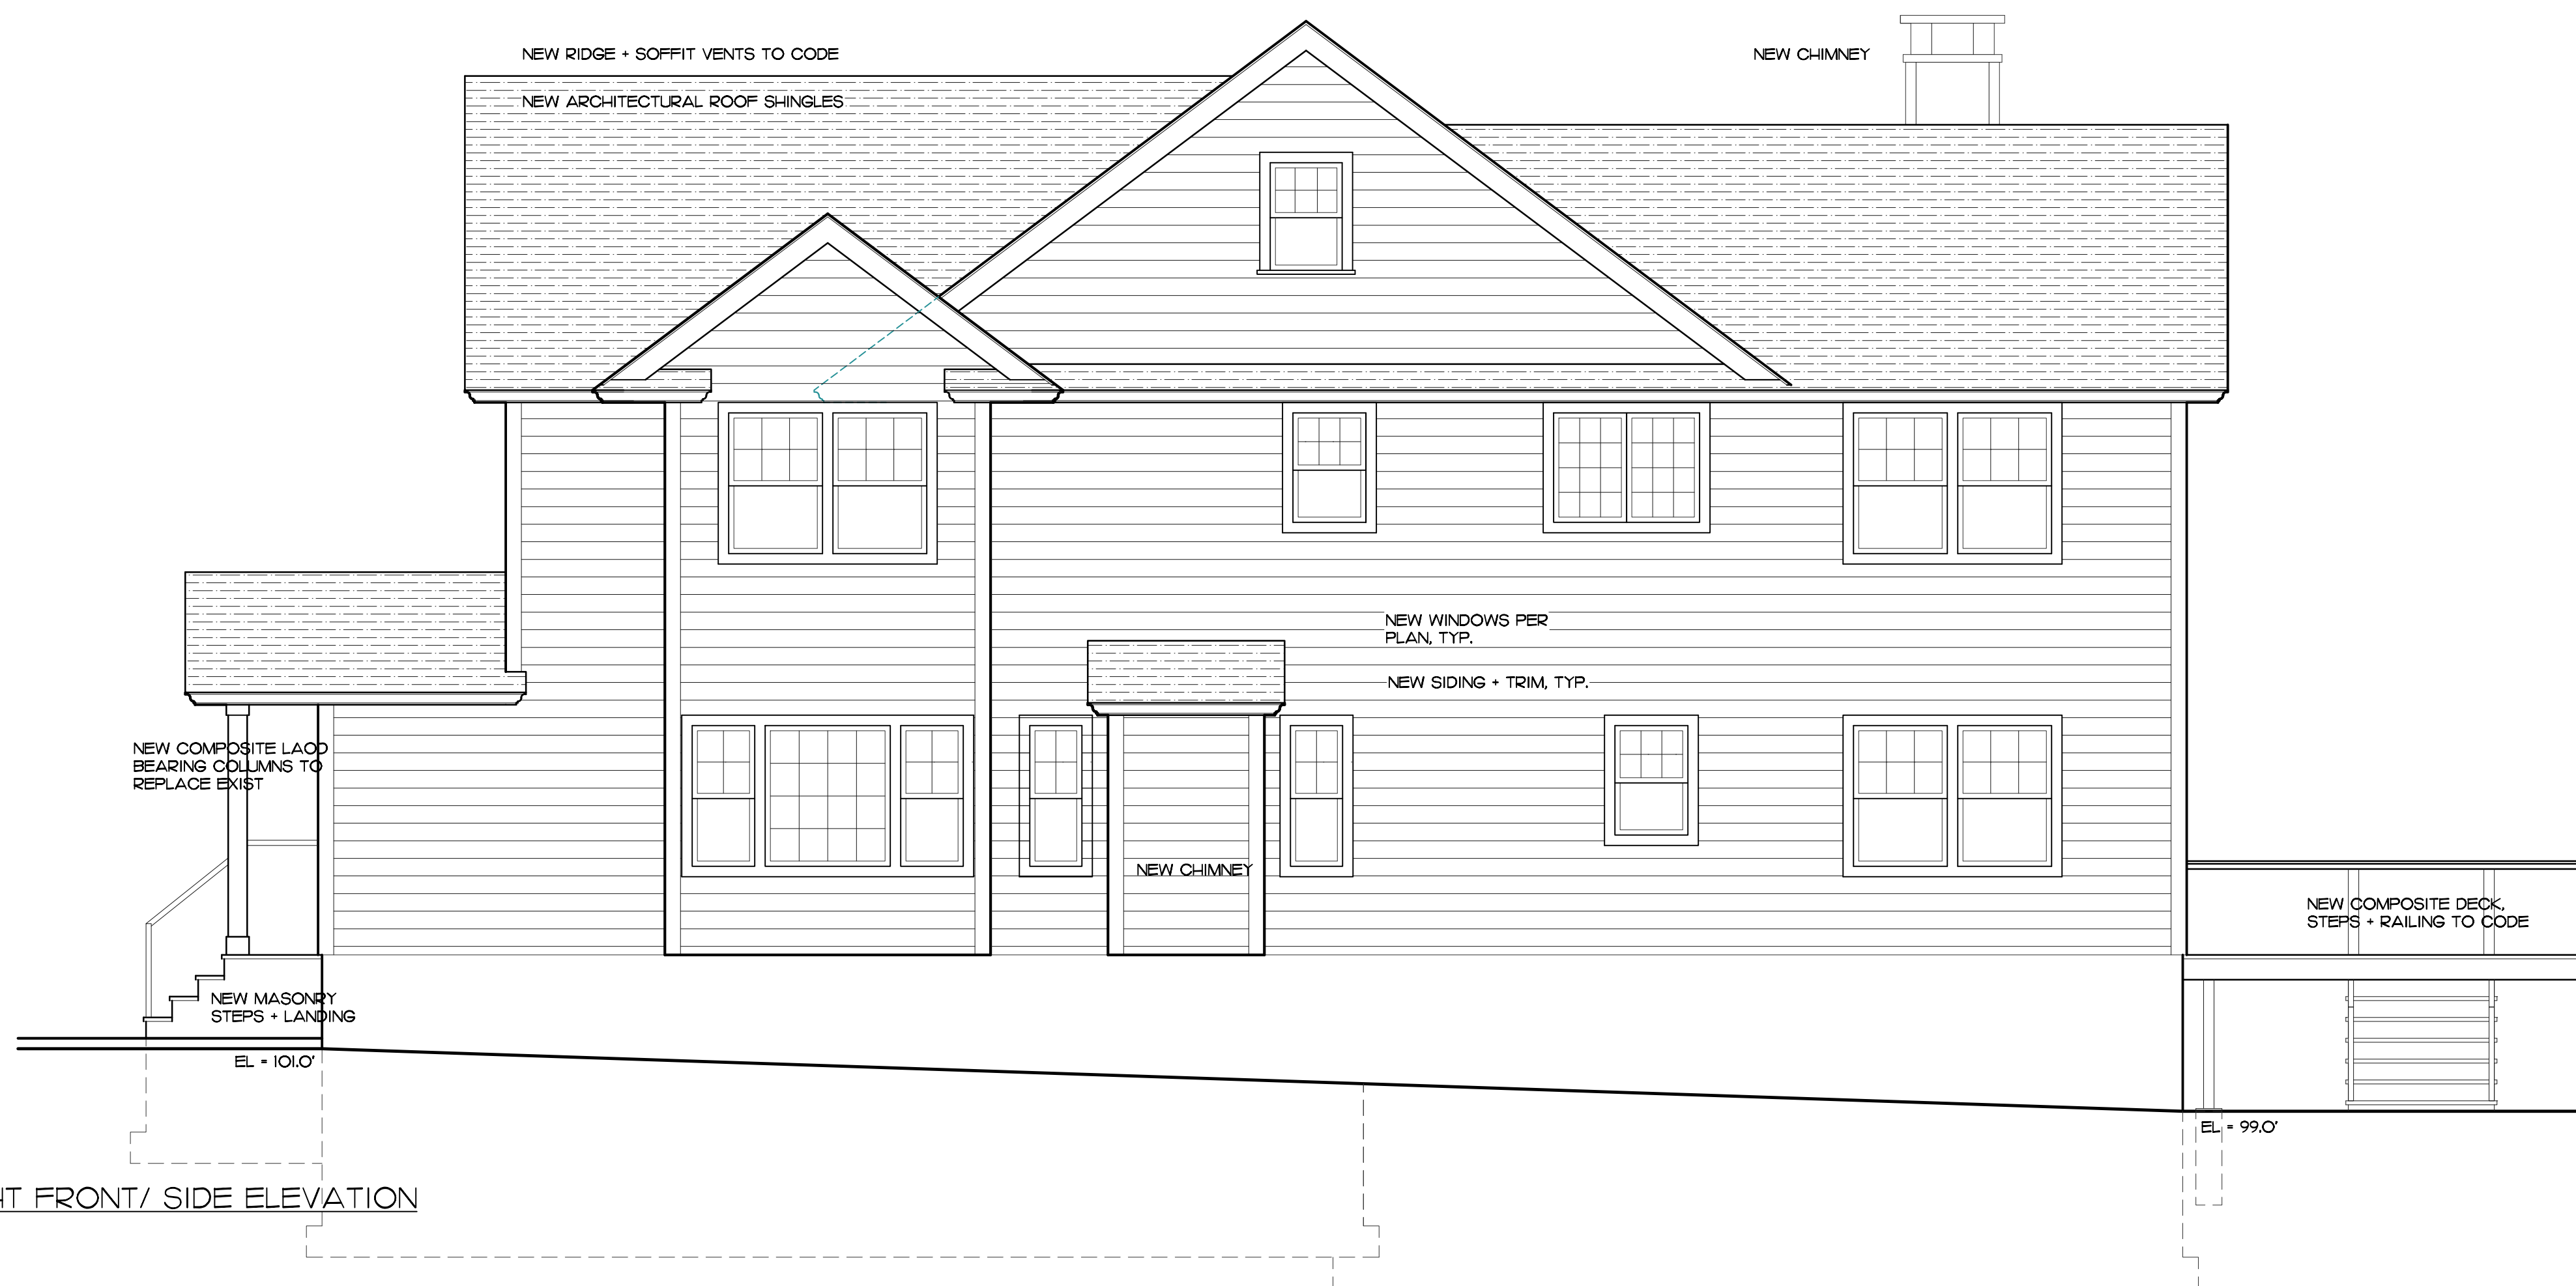 NEW RIDGE + SOFFIT VENTS TO CODE
NEW CHIMNEY
NEW ARCHITECTURAL ROOF SHINGLES
NEW WINDOWS PER
PLAN, TYP.
NEW SIDING + TRIM, TYP.
NEW COMPOSITE LAOD
BEARING COLUMNS TO
REPLACE EXIST
NEW CHIMNEY
NEW COMPOSITE DECK,
STEPS + RAILING TO CODE
NEW MASONRY
STEPS + LANDING
EL = 101.0'
EL = 99.0'
HT FRONT/ SIDE ELEVATION